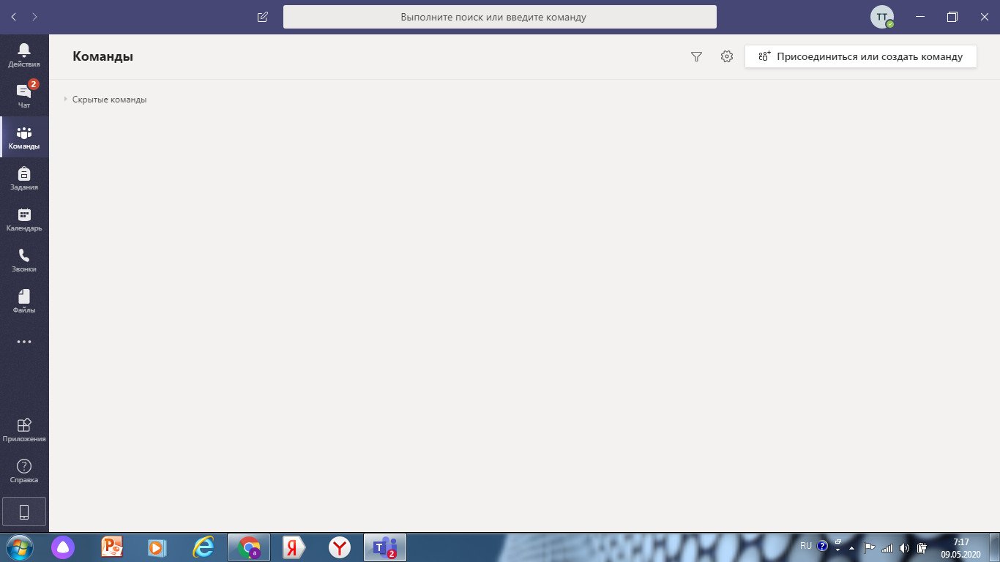 Выполните поиск или введите команду
TT
Действия
2
Чат
Команды
Задания
Календарь
Звонки
Файлы
Приложения
Справка
Команды
Присоединиться или создать команду
Скрытые команды
P
e
a
Я
Y
T
2
RU
?
7:17
09.05.2020